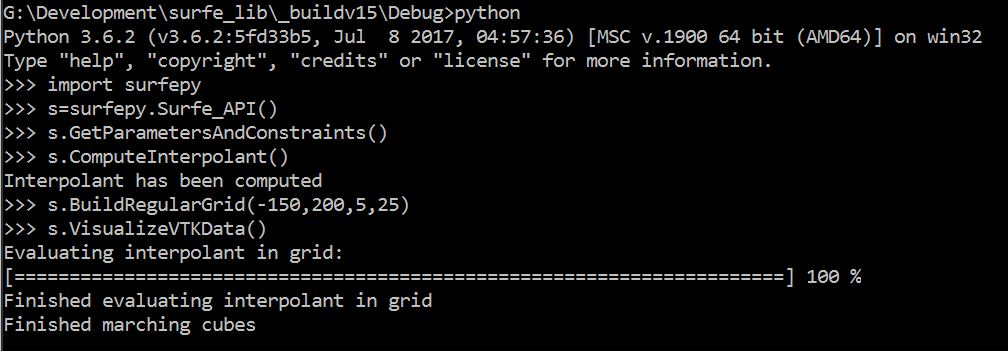 G:\Development\surfe_lib\_buildv15\Debug>python
Python 3.6.2 (v3.6.2:5fd33b5, Jul  8 2017, 04:57:36) [MSC v.1900 64 bit (AMD64)] on win32
Type "help", "copyright", "credits" or "license" for more information.
>>> import surfepy
>>> s=surfepy.Surfe_API()
>>> s.GetParametersAndConstraints()
>>> s.ComputeInterpolant()
Interpolant has been computed
>>> s.BuildRegularGrid(-150,200,5,25)
>>> s.VisualizeVTKData()
Evaluating interpolant in grid:
[======================================================================] 100 %
Finished evaluating interpolant in grid
Finished marching cubes